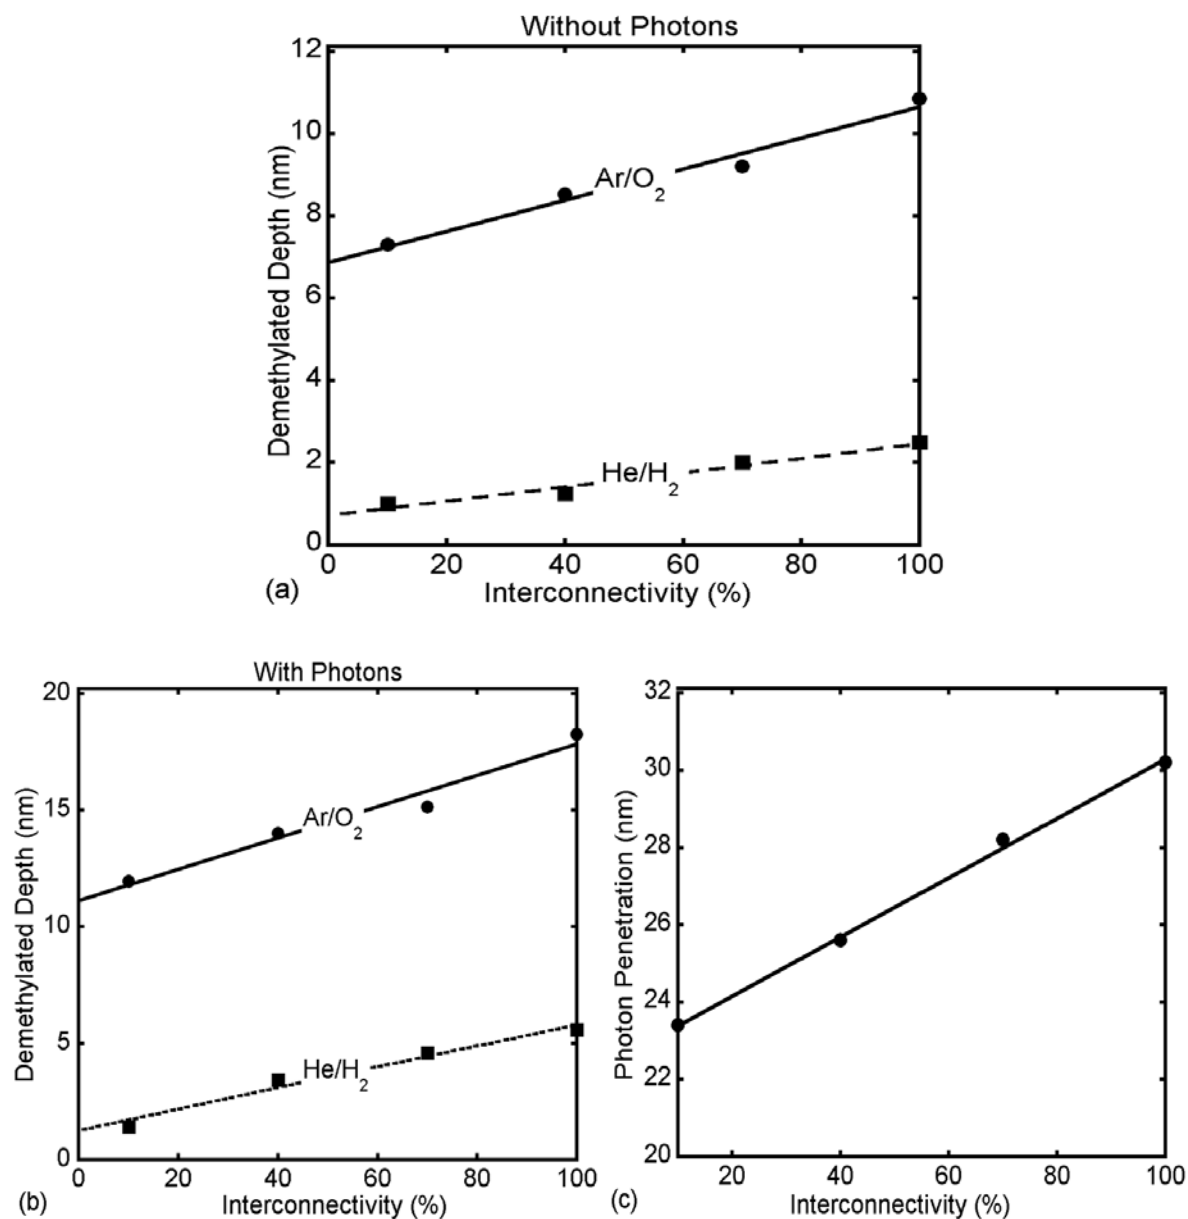 Without Photons
12
10
8
6
4
2
0
Demethylated Depth (nm)
Ar/O2
He/H2
0 20 40 60 80 100
(a) Interconnectivity (%)
With Photons
20
15
10
5
0
Demethylated Depth (nm)
Ar/O2
He/H2
0 20 40 60 80 100
(b) Interconnectivity (%)
32
30
28
26
24
22
20
Photon Penetration (nm)
20 40 60 80 100
(c) Interconnectivity (%)